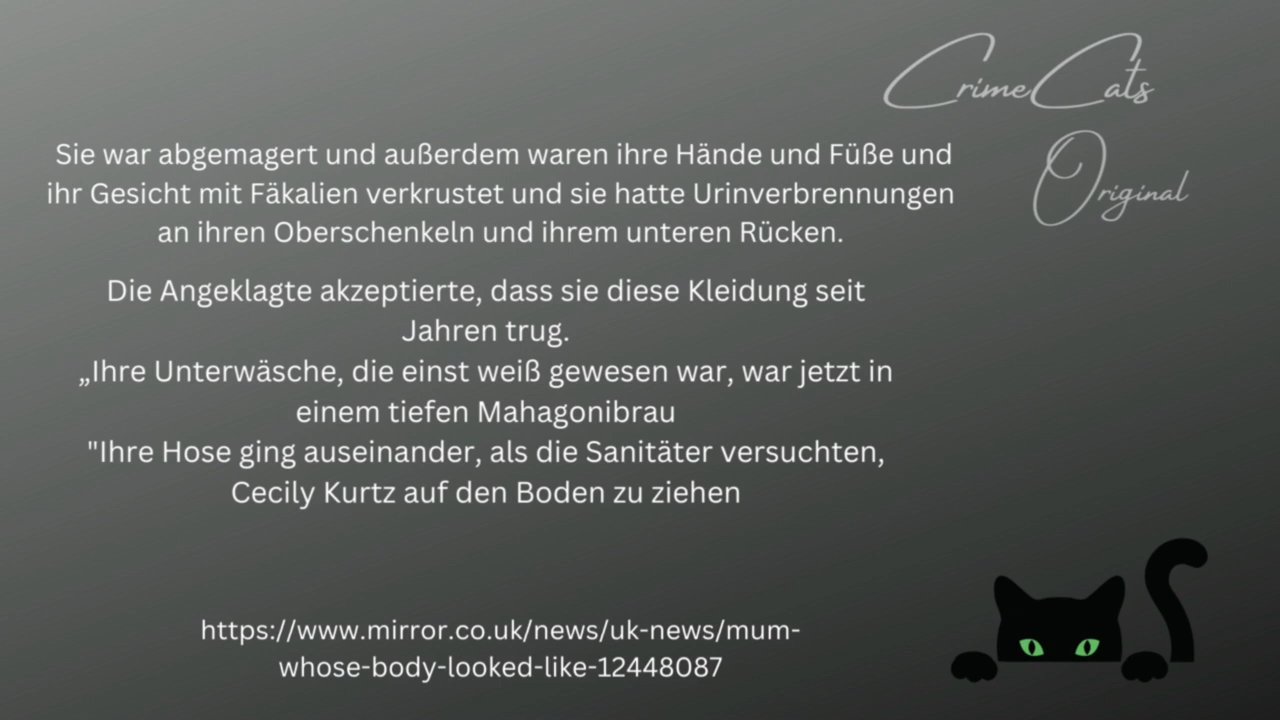 CrimeCats
Original
Sie war abgemagert und außerdem waren ihre Hände und Füße und
ihr Gesicht mit Fäkalien verkrustet und sie hatte Urinverbrennungen
an ihren Oberschenkeln und ihrem unteren Rücken.
Die Angeklagte akzeptierte, dass sie diese Kleidung seit
Jahren trug.
„Ihre Unterwäsche, die einst weiß gewesen war, war jetzt in
einem tiefen Mahagonibrau
"Ihre Hose ging auseinander, als die Sanitäter versuchten,
Cecily Kurtz auf den Boden zu ziehen
https://www.mirror.co.uk/news/uk-news/mum-
whose-body-looked-like-12448087